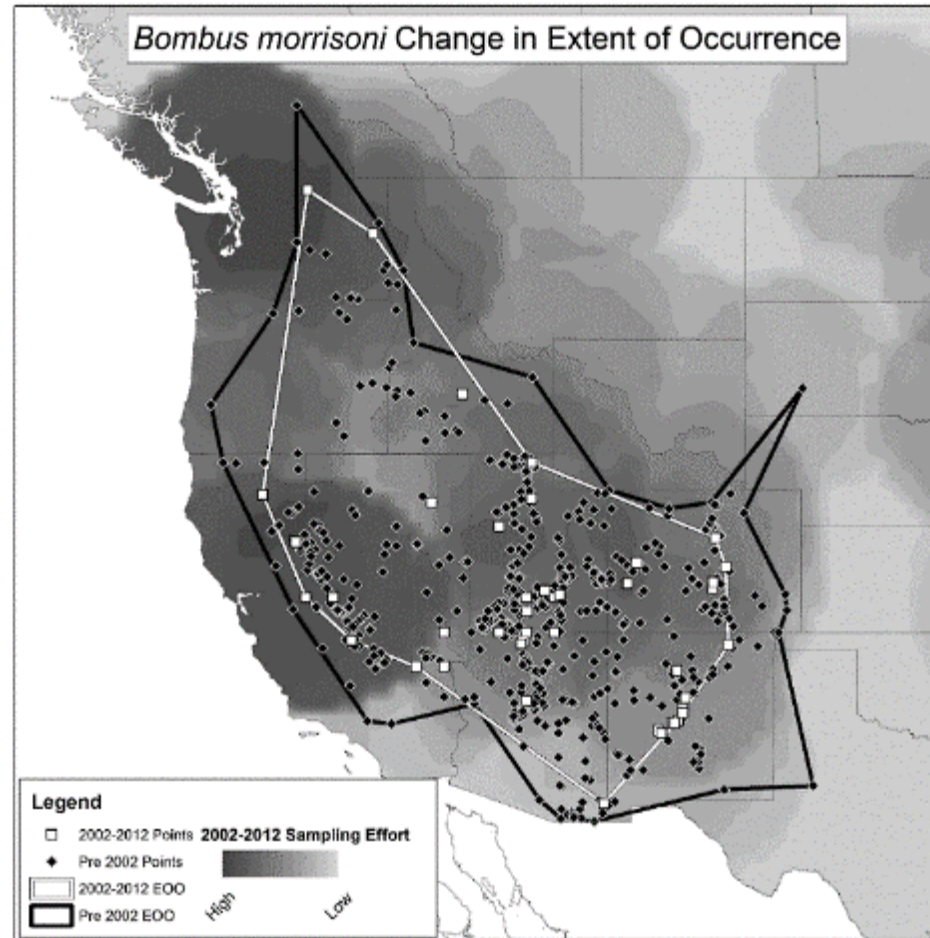 Bombus morrisoni Change in Extent of Occurrence
Legend
2002-2012 Points
Pre 2002 Points
2002-2012 EOO
Pre 2002 EOO
2002-2012 Sampling Effort
High
Low